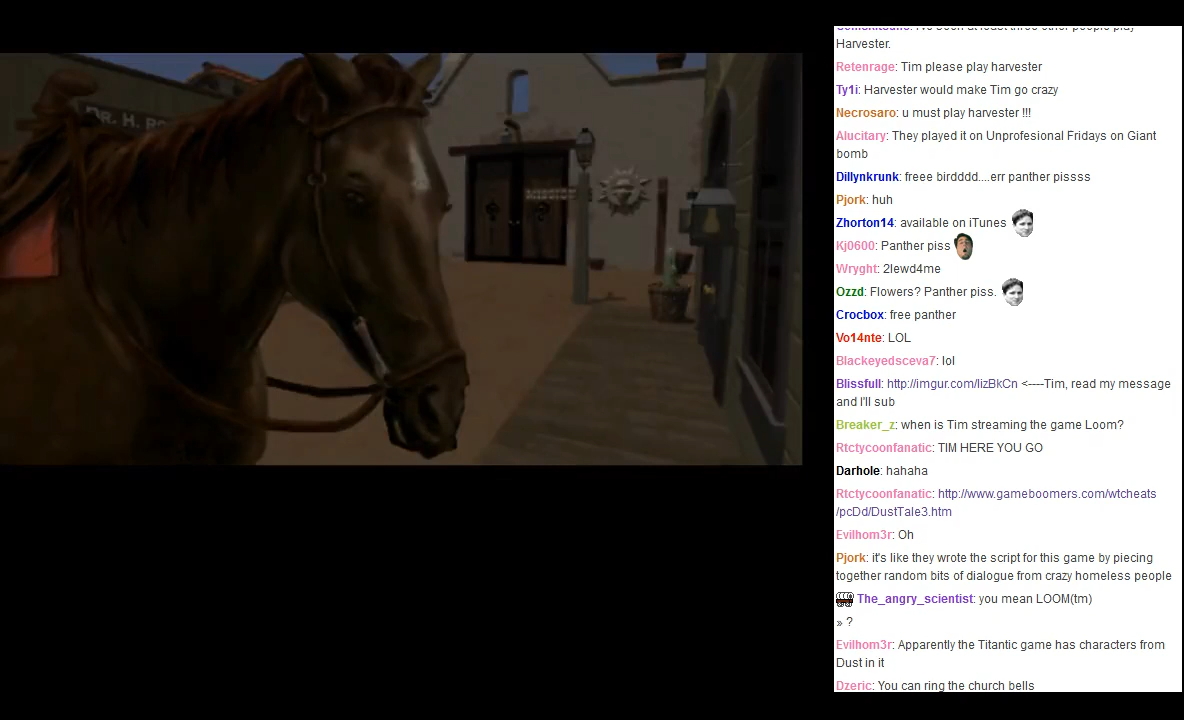 DR. H.
Harvester.
Retenrage: Tim please play harvester
Ty1i: Harvester would make Tim go crazy
Necrosaro: u must play harvester !!!
Alucitary: They played it on Unprofesional Fridays on Giant
bomb
Dillynkrunk: freee birdddd....err panther pissss
Pjork: huh
Zhorton14: available on iTunes
Kj0600: Panther piss
Wryght: 2lewd4me
Ozzd: Flowers? Panther piss.
Crocbox: free panther
Vo14nte: LOL
Blackeyedsceva7: lol
Blissfull: http://imgur.com/lizBkCn <----Tim, read my message
and I'll sub
Breaker_z: when is Tim streaming the game Loom?
Rtctycoonfanatic: TIM HERE YOU GO
Darhole: hahaha
Rtctycoonfanatic: http://www.gameboomers.com/wtcheats
/pcDd/DustTale3.htm
Evilhom3r: Oh
Pjork: it's like they wrote the script for this game by piecing
together random bits of dialogue from crazy homeless people
The_angry_scientist: you mean LOOM(tm)
» ?
Evilhom3r: Apparently the Titantic game has characters from
Dust in it
Dzeric: You can ring the church bells